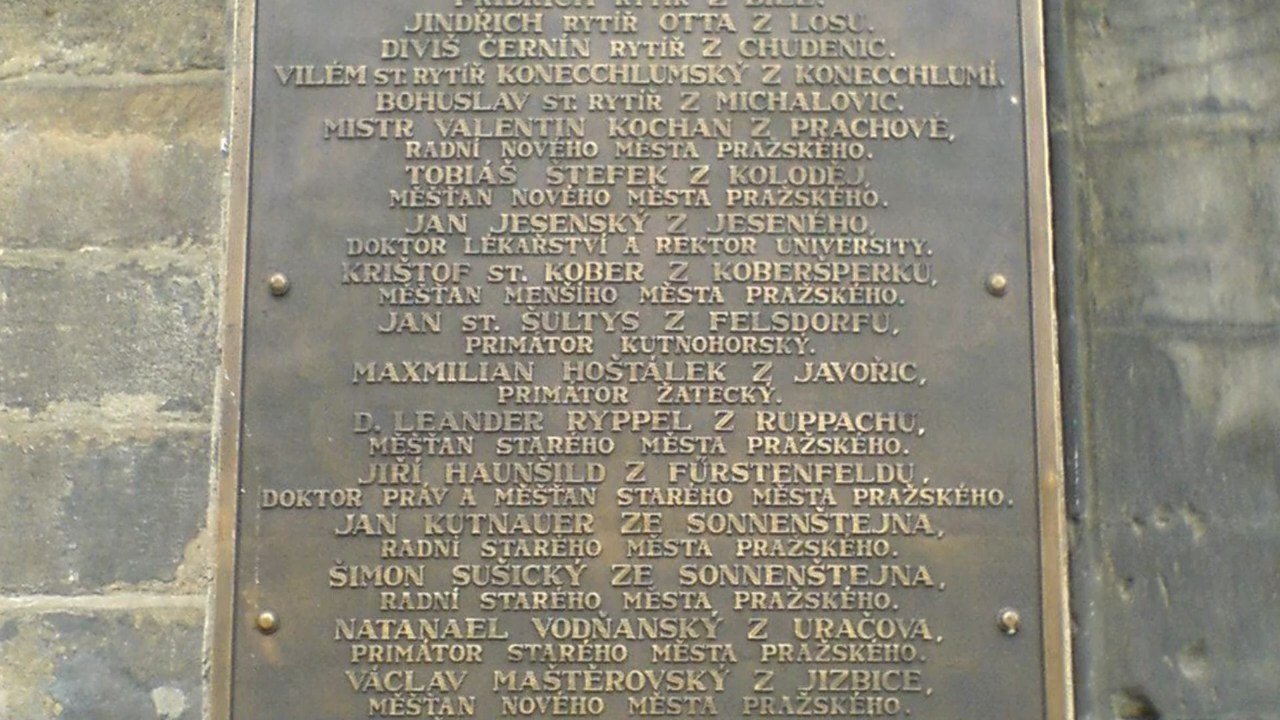 FRIDRICH RYTÍŘ Z BÍLÉ.
JINDŘICH RYTÍŘ OTTA Z LOSU.
DIVIŠ ČERNÍN RYTÍŘ Z CHUDENIC.
VILÉM ST. RYTÍŘ KONECCHLUMSKÝ Z KONECCHLUMÍ.
BOHUSLAV ST. RYTÍŘ Z MICHALOVIC.
MISTR VALENTIN KOCHAN Z PRACHOVÉ,
RADNÍ NOVÉHO MĚSTA PRAŽSKÉHO.
TOBIÁŠ ŠTEFEK Z KOLODĚJ,
MĚŠŤAN NOVÉHO MĚSTA PRAŽSKÉHO.
JAN JESENSKÝ Z JESENÉHO,
DOKTOR LÉKAŘSTVÍ A REKTOR UNIVERSITY.
KRIŠTOF ST. KOBER Z KOBERŠPERKU,
MĚŠŤAN MENŠÍHO MĚSTA PRAŽSKÉHO.
JAN ST. ŠULTYS Z FELSDORFU,
PRIMÁTOR KUTNOHORSKÝ.
MAXMILIAN HOŠŤÁLEK Z JAVOŘIC,
PRIMÁTOR ŽATECKÝ.
D. LEANDER RYPPEL Z RUPPACHU,
MĚŠŤAN STARÉHO MĚSTA PRAŽSKÉHO.
JIŘÍ HAUNŠILD Z FÜRSTENFELDU,
DOKTOR PRÁV A MĚŠŤAN STARÉHO MĚSTA PRAŽSKÉHO.
JAN KUTNAUER ZE SONNENŠTEJNA,
RADNÍ STARÉHO MĚSTA PRAŽSKÉHO.
ŠIMON SUŠICKÝ ZE SONNENŠTEJNA,
RADNÍ STARÉHO MĚSTA PRAŽSKÉHO.
NATANAEL VODŇANSKÝ Z URAČOVA,
PRIMÁTOR STARÉHO MĚSTA PRAŽSKÉHO.
VÁCLAV MAŠTĚROVSKÝ Z JIZBICE,
MĚŠŤAN NOVÉHO MĚSTA PRAŽSKÉHO.